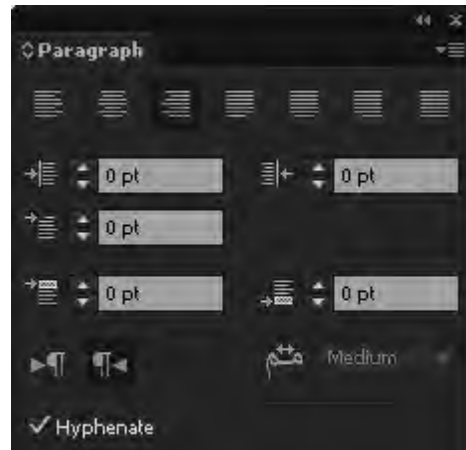 Paragraph
0 pt 0 pt
0 pt
0 pt 0 pt
Medium
Hyphenate